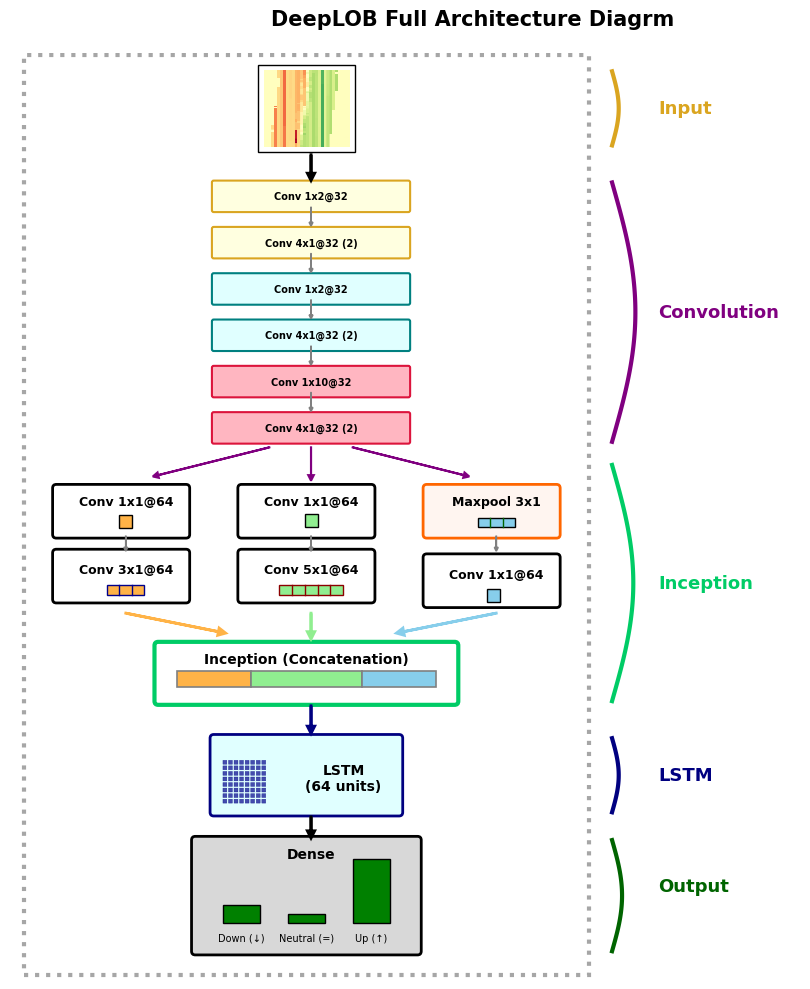 DeepLOB Full Architecture Diagrm
Input
Conv 1x2@32
Conv 4x1@32 (2)
Conv 1x2@32
Convolution
Conv 4x1@32 (2)
Conv 1x10@32
Conv 4x1@32 (2)
Conv 1x1@64
Conv 1x1@64
Maxpool 3x1
Conv 3x1@64
Conv 5x1@64
Conv 1x1@64
Inception
Inception (Concatenation)
LSTM
(64 units)
LSTM
Dense
Output
Down (↓)
Neutral (=)
Up (↑)